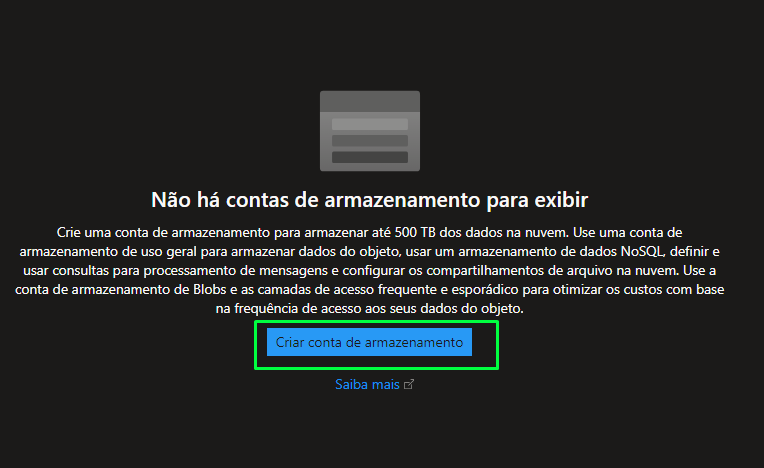 Não há contas de armazenamento para exibir
Crie uma conta de armazenamento para armazenar até 500 TB dos dados na nuvem. Use uma conta de
armazenamento de uso geral para armazenar dados do objeto, usar um armazenamento de dados NoSQL, definir e
usar consultas para processamento de mensagens e configurar os compartilhamentos de arquivo na nuvem. Use a
conta de armazenamento de Blobs e as camadas de acesso frequente e esporádico para otimizar os custos com base
na frequência de acesso aos seus dados do objeto.
Criar conta de armazenamento
Saiba mais